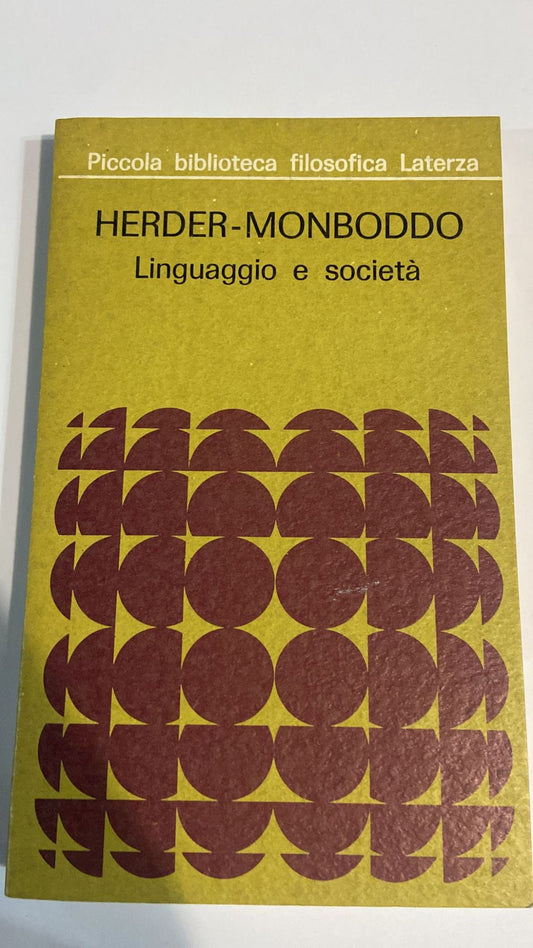 Piccola biblioteca filosofica Laterza
HERDER-MONBODDO
Linguaggio e società